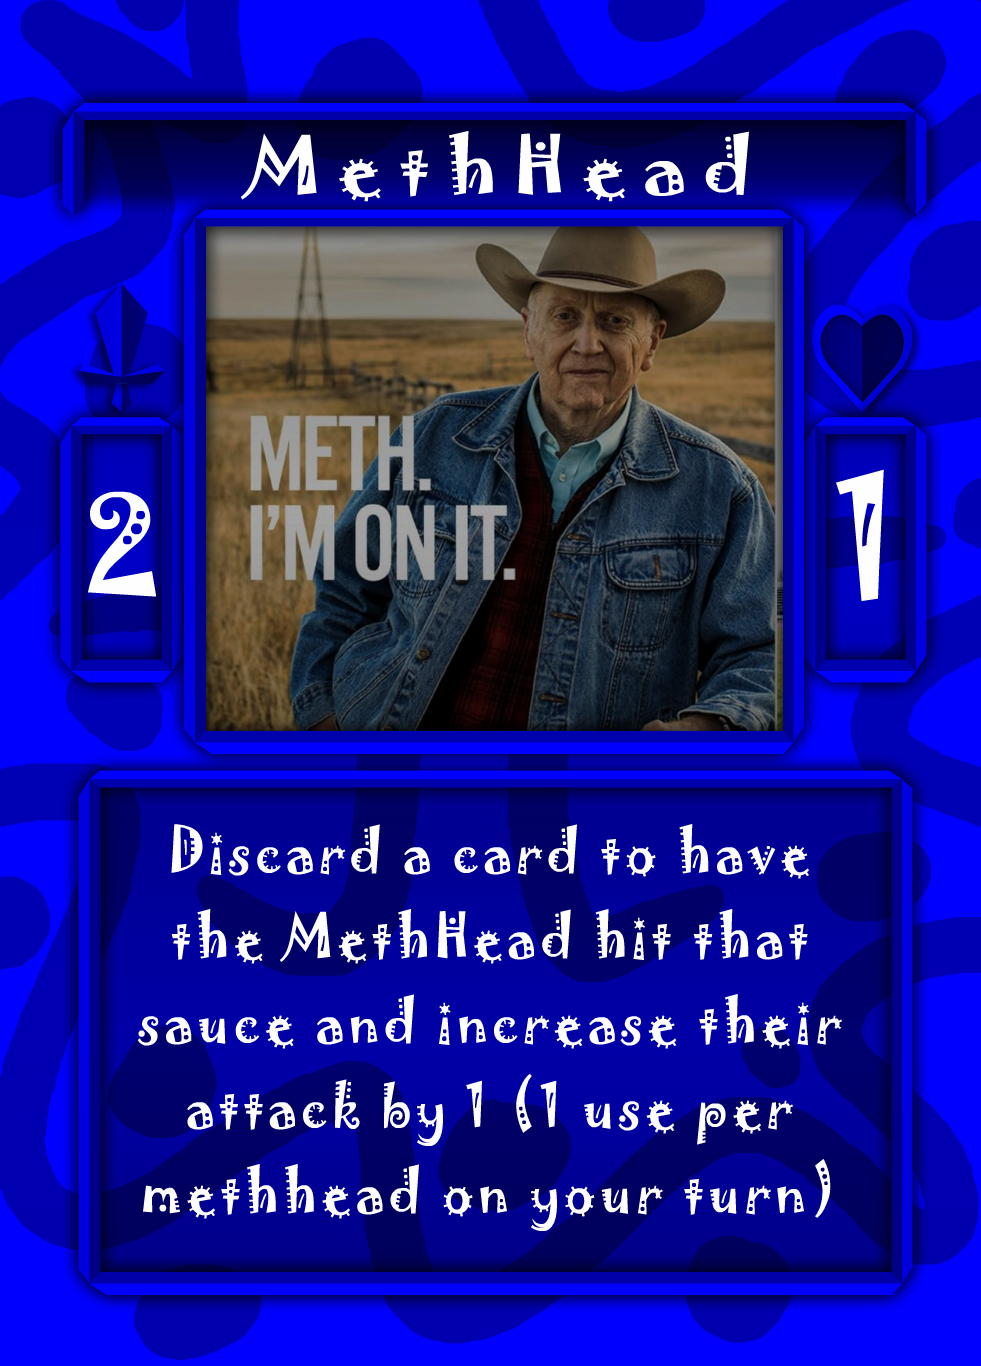 MethHead
METH.
I'M ON IT.
2
1
Discard a card to have
the MethHead hit that
sauce and increase their
attack by 1 (1 use per
methhead on your turn)